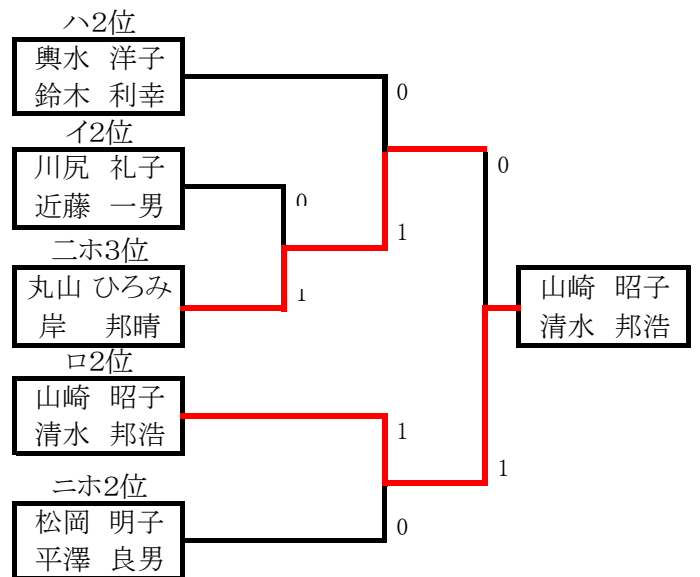 ハ2位
輿水 洋子
鈴木 利幸
0
イ2位
川尻 礼子
近藤 一男
0
0
1
ニホ3位
丸山 ひろみ
岸 邦晴
1
山崎 昭子
清水 邦浩
ロ2位
山崎 昭子
清水 邦浩
1
1
ニホ2位
松岡 明子
平澤 良男
0